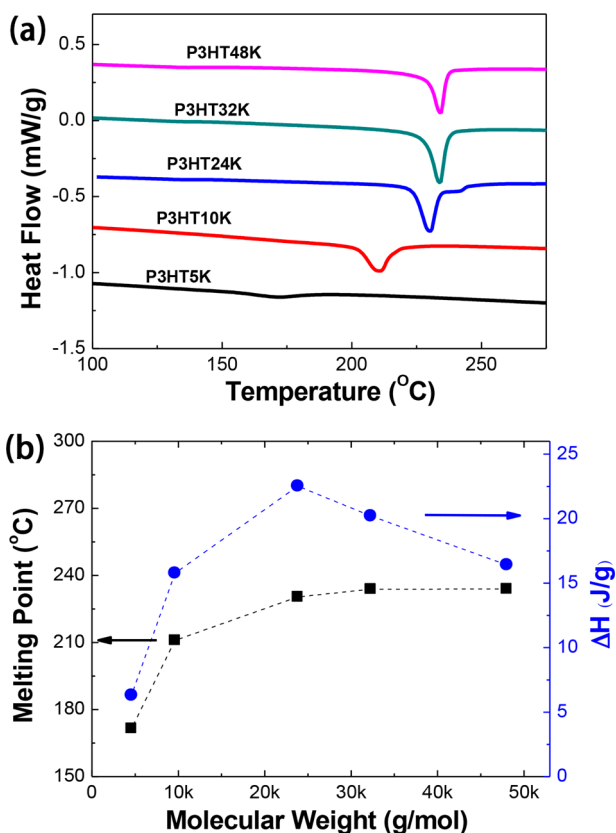 (a)
0.5
0.0
-0.5
-1.0
-1.5
Heat Flow (mW/g)
P3HT48K
P3HT32K
P3HT24K
P3HT10K
P3HT5K
100
150
200
250
Temperature (°C)
(b)
300
270
240
210
180
150
Melting Point (°C)
25
20
15
10
5
0
ΔH (J/g)
0
10k
20k
30k
40k
50k
Molecular Weight (g/mol)